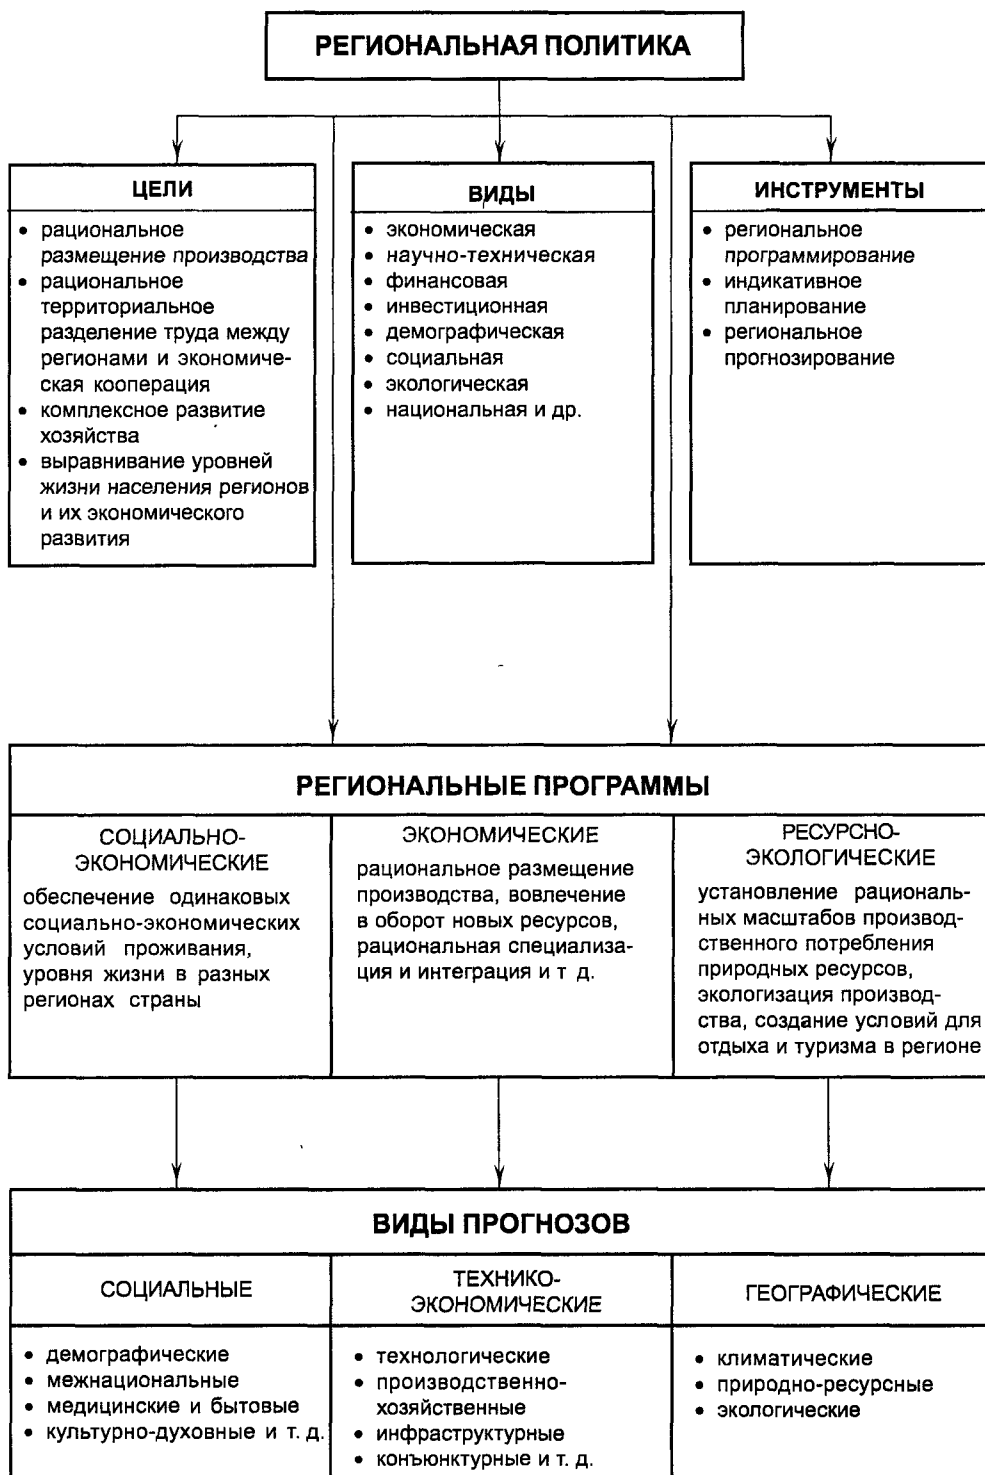 РЕГИОНАЛЬНАЯ ПОЛИТИКА
ЦЕЛИ
• рациональное
размещение производства
• рациональное
территориальное
разделение труда между
регионами и экономиче-
ская кооперация
• комплексное развитие
хозяйства
• выравнивание уровней
жизни населения регионов
и их экономического
развития
ВИДЫ
• экономическая
• научно-техническая
• финансовая
• инвестиционная
• демографическая
• социальная
• экологическая
• национальная и др.
ИНСТРУМЕНТЫ
• региональное
программирование
• индикативное
планирование
• региональное
прогнозирование
РЕГИОНАЛЬНЫЕ ПРОГРАММЫ
СОЦИАЛЬНО-
ЭКОНОМИЧЕСКИЕ
обеспечение одинаковых
социально-экономических
условий проживания,
уровня жизни в разных
регионах страны
ЭКОНОМИЧЕСКИЕ
рациональное размещение
производства, вовлечение
в оборот новых ресурсов,
рациональная специализа-
ция и интеграция и т д.
РЕСУРСНО-
ЭКОЛОГИЧЕСКИЕ
установление рациональ-
ных масштабов производ-
ственного потребления
природных ресурсов,
экологизация производ-
ства, создание условий для
отдыха и туризма в регионе
ВИДЫ ПРОГНОЗОВ
СОЦИАЛЬНЫЕ
• демографические
• межнациональные
• медицинские и бытовые
• культурно-духовные и т. д.
ТЕХНИКО-
ЭКОНОМИЧЕСКИЕ
• технологические
• производственно-
хозяйственные
• инфраструктурные
• конъюнктурные и т. д.
ГЕОГРАФИЧЕСКИЕ
• климатические
• природно-ресурсные
• экологические